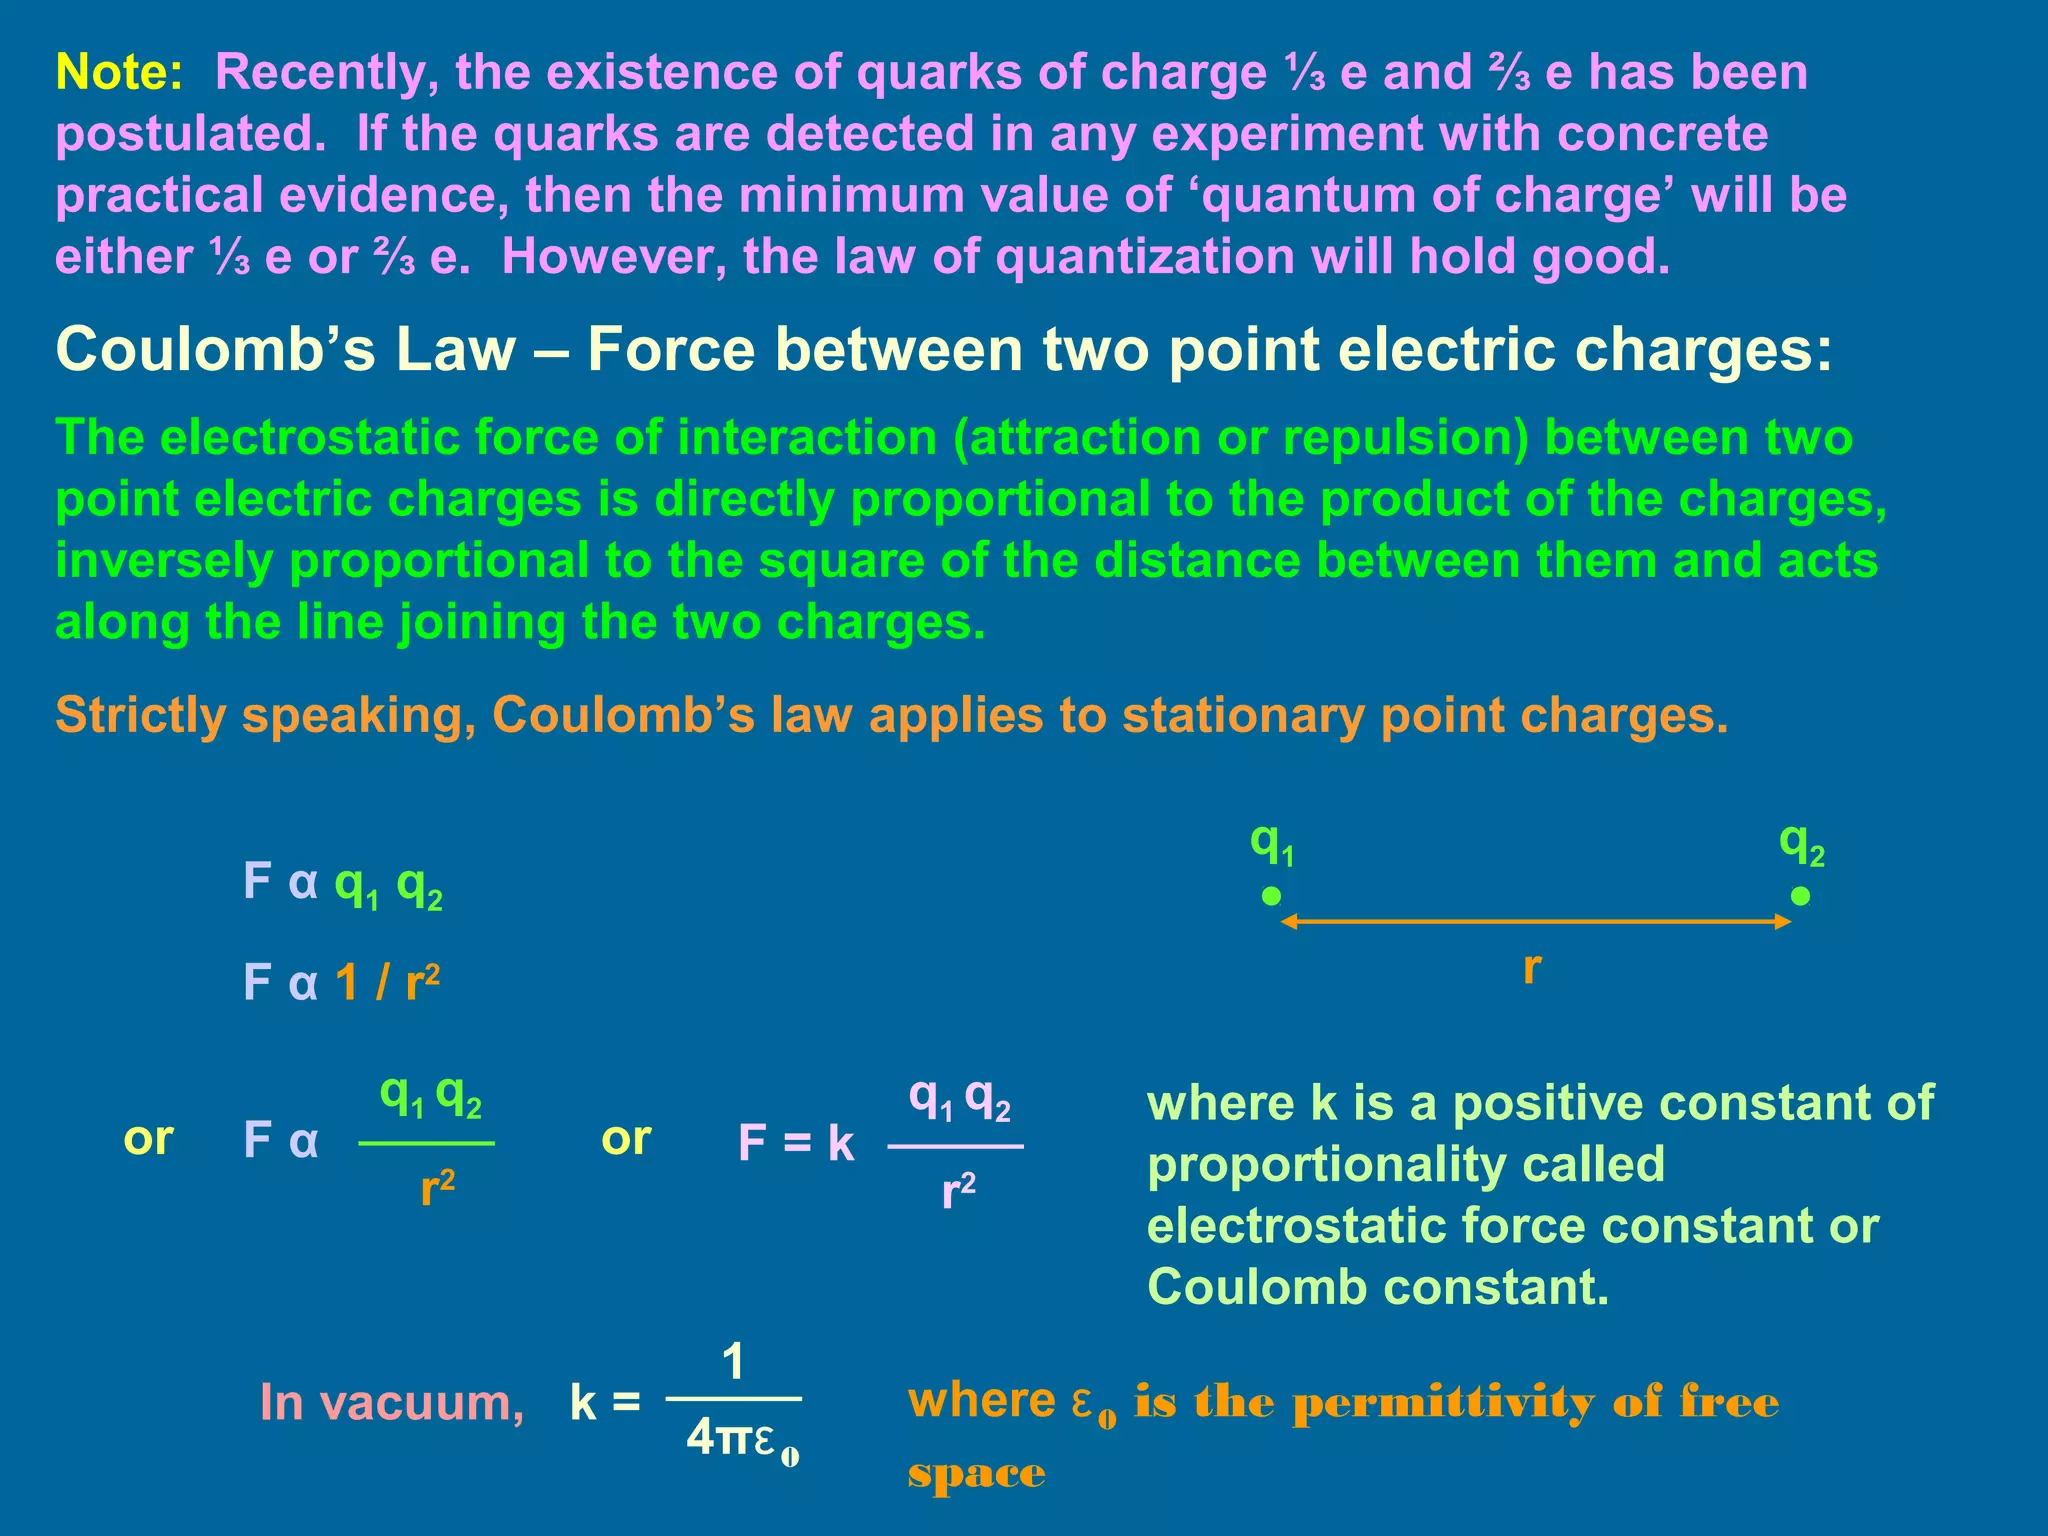 Note: Recently, the existence of quarks of charge ⅓ e and ⅔ e has been
postulated. If the quarks are detected in any experiment with concrete
practical evidence, then the minimum value of ‘quantum of charge’ will be
either ⅓ e or ⅔ e. However, the law of quantization will hold good.
Coulomb’s Law – Force between two point electric charges:
The electrostatic force of interaction (attraction or repulsion) between two
point electric charges is directly proportional to the product of the charges,
inversely proportional to the square of the distance between them and acts
along the line joining the two charges.
Strictly speaking, Coulomb’s law applies to stationary point charges.
q₁ q₂
r
F α q₁ q₂
F α 1 / r²
or F α q₁ q₂ / r² or F = k q₁ q₂ / r²
where k is a positive constant of
proportionality called
electrostatic force constant or
Coulomb constant.
In vacuum, k = 1 / 4πε₀
where ε₀ is the permittivity of free
space